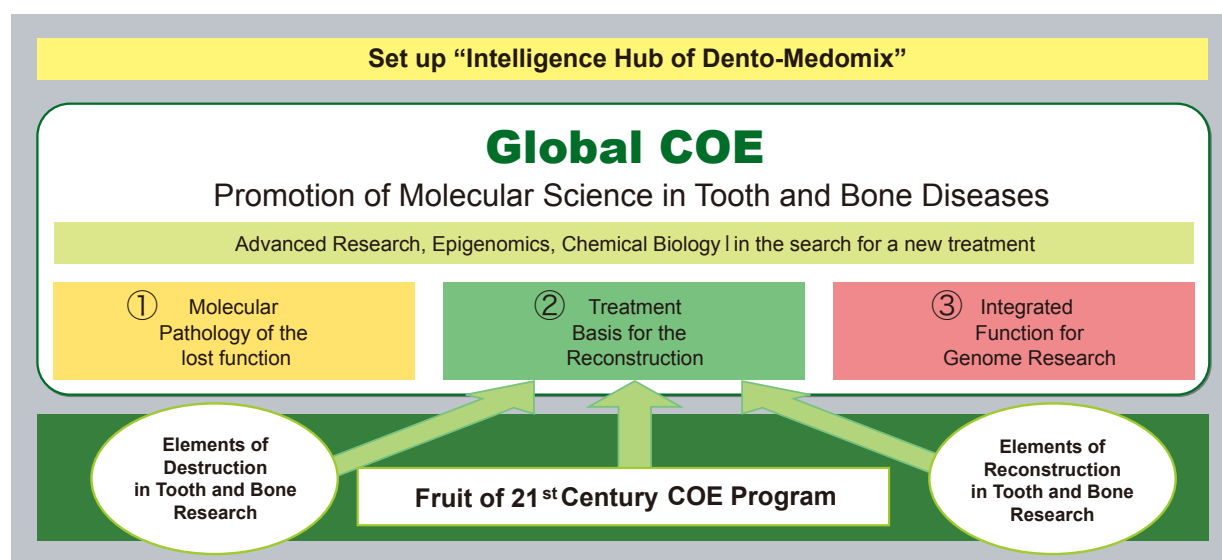 Set up “Intelligence Hub of Dento-Medomix”
Global COE
Promotion of Molecular Science in Tooth and Bone Diseases
Advanced Research, Epigenomics, Chemical Biology l in the search for a new treatment
① Molecular
Pathology of the
lost function
② Treatment
Basis for the
Reconstruction
③ Integrated
Function for
Genome Research
Elements of
Destruction
in Tooth and Bone
Research
Fruit of 21st Century COE Program
Elements of
Reconstruction
in Tooth and Bone
Research